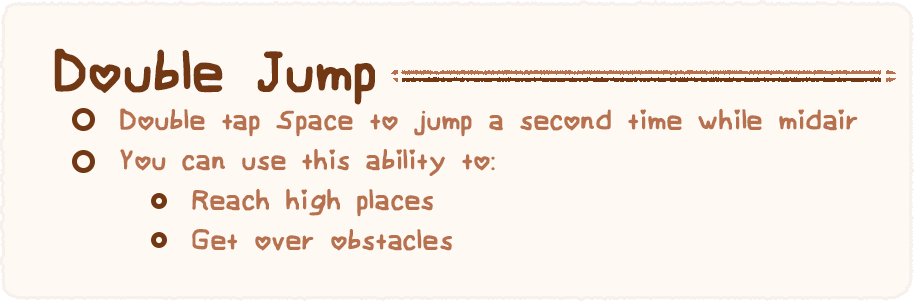 Double Jump
Double tap Space to jump a second time while midair
You can use this ability to:
Reach high places
Get over obstacles